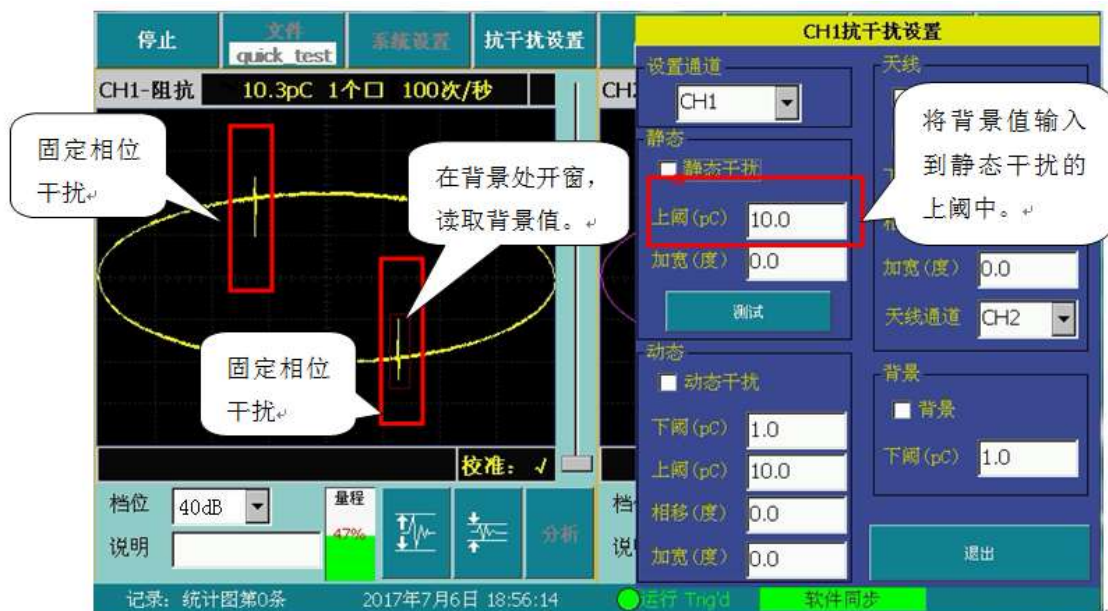 停止
文件
quick test
系统设置
抗干扰设置
CH1-阻抗
10.3pC 1个口 100次/秒
固定相位
干扰
在背景处开窗，
读取背景值。
固定相位
干扰
校准： √
档位
40dB
说明
量程
47%
分析
记录：统计图第0条
2017年7月6日 18:56:14
运行 Trig'd
软件同步
CH1抗干扰设置
设置通道
CH1
静态
静态干扰
上阈(pC) 10.0
加宽(度) 0.0
测试
动态
动态干扰
下阈(pC) 1.0
上阈(pC) 10.0
相移(度) 0.0
加宽(度) 0.0
天线
将背景值输入
到静态干扰的
上阈中。
加宽(度) 0.0
天线通道 CH2
背景
背景
下阈(pC) 1.0
退出